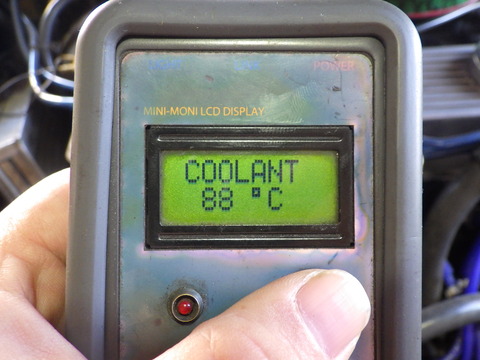 POWER
MINI-MONI LCD DISPLAY
COOLANT
88 °C